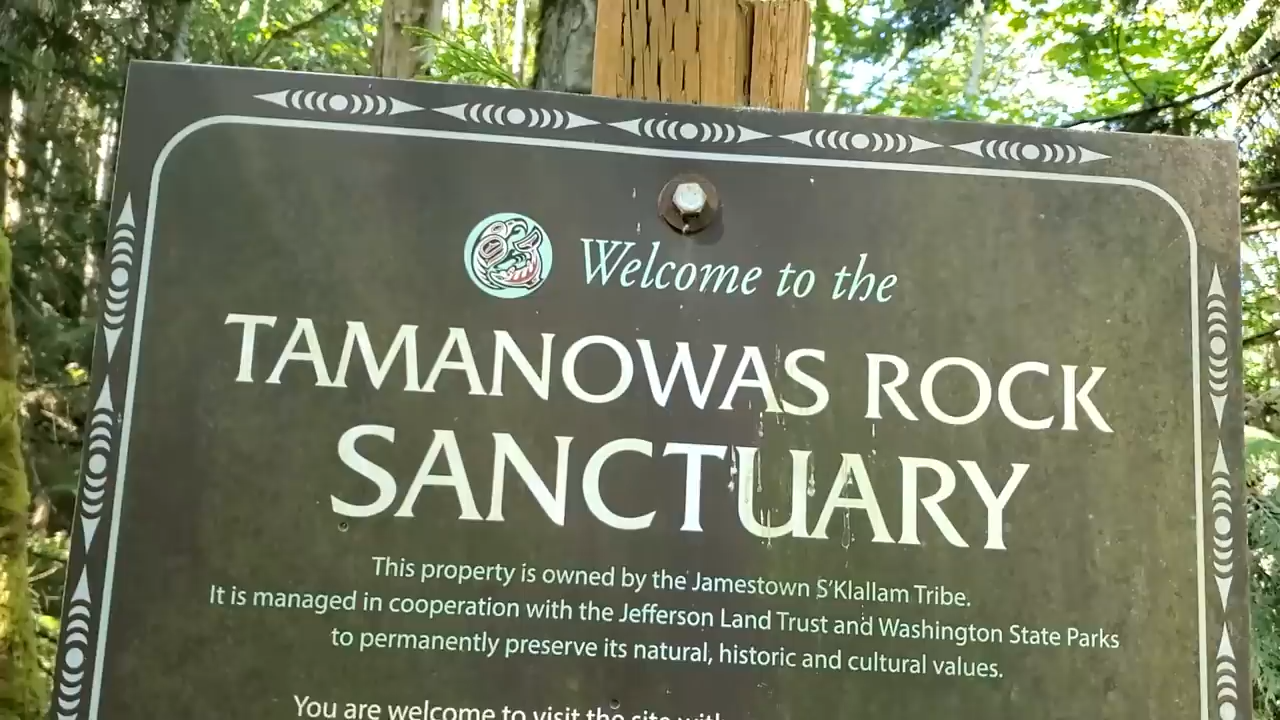 Welcome to the
TAMANOWAS ROCK
SANCTUARY
This property is owned by the Jamestown S'Klallam Tribe.
It is managed in cooperation with the Jefferson Land Trust and Washington State Parks
to permanently preserve its natural, historic and cultural values.
You are welcome to visit the site with